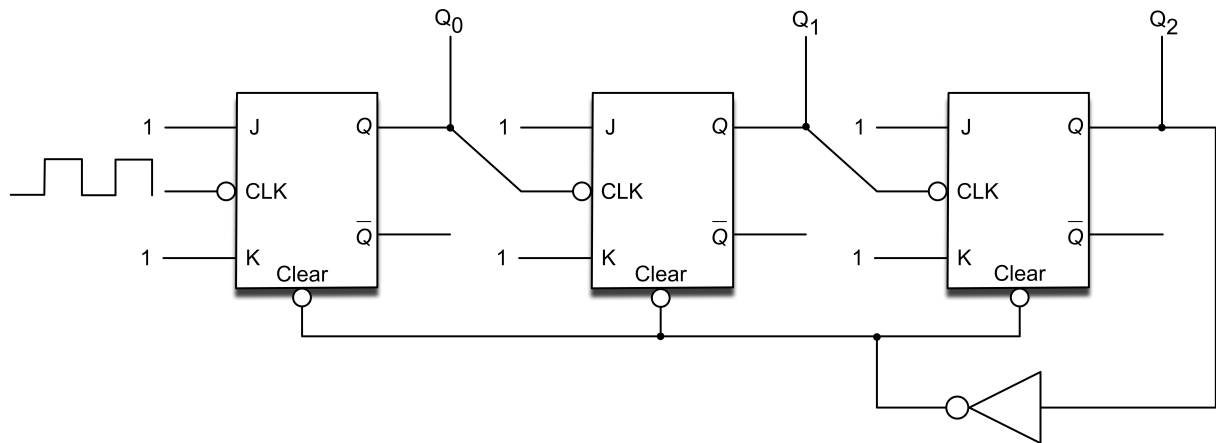 Q0 Q1 Q2
1 J Q 1 J Q 1 J Q
CLK CLK CLK
Q̅ Q̅ Q̅
1 K 1 K 1 K
Clear Clear Clear